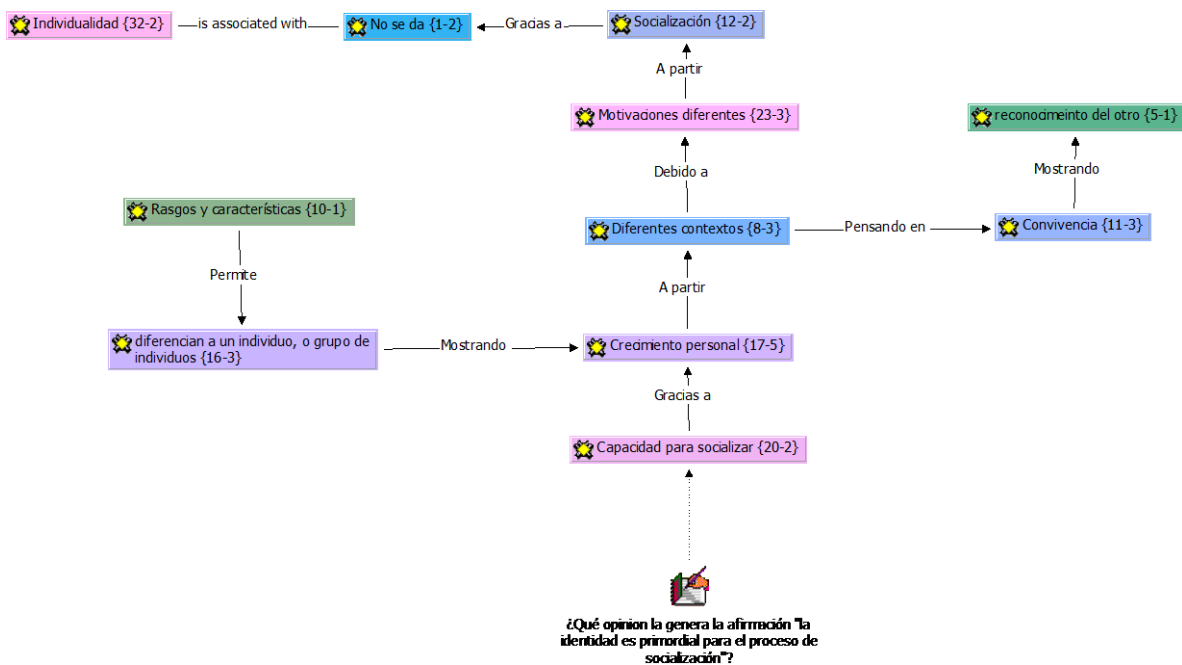 Individualidad {32-2}
is associated with
No se da {1-2}
Gracias a
Socialización {12-2}
A partir
Motivaciones diferentes {23-3}
reconocimeinto del otro {5-1}
Debido a
Mostrando
Rasgos y características {10-1}
Diferentes contextos {8-3}
Pensando en
Convivencia {11-3}
Permite
A partir
diferencian a un individuo, o grupo de
individuos {16-3}
Mostrando
Crecimiento personal {17-5}
Gracias a
Capacidad para socializar {20-2}
¿Qué opinion la genera la afirmación "la
identidad es primordial para el proceso de
socialización"?